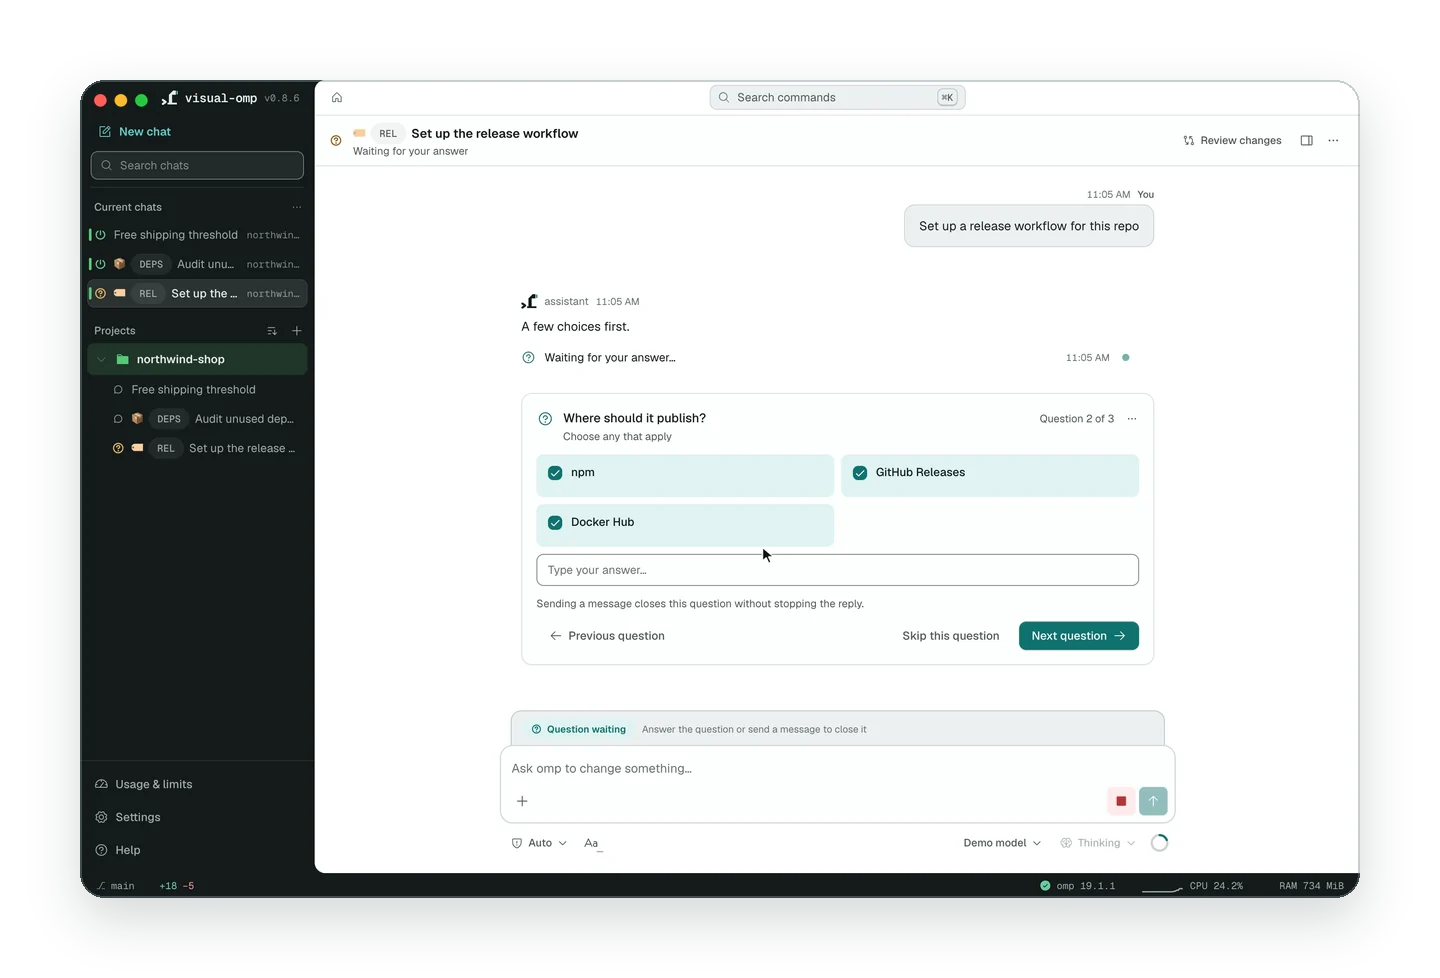 visual-omp v0.8.6
New chat
Search chats
Current chats
Free shipping threshold northwin…
DEPS Audit unu… northwin…
REL Set up the … northwin…
Projects
northwind-shop
Free shipping threshold
DEPS Audit unused dep…
REL Set up the release …
Usage & limits
Settings
Help
Search commands ⌘K
REL Set up the release workflow
Waiting for your answer
Review changes
11:05 AM You
Set up a release workflow for this repo
assistant 11:05 AM
A few choices first.
Waiting for your answer… 11:05 AM
Where should it publish? Question 2 of 3
Choose any that apply
npm
GitHub Releases
Docker Hub
Type your answer…
Sending a message closes this question without stopping the reply.
Previous question Skip this question Next question
Question waiting Answer the question or send a message to close it
Ask omp to change something…
Auto Aa_ Demo model Thinking
main +18 −5 omp 19.1.1 CPU 24.2% RAM 734 MiB